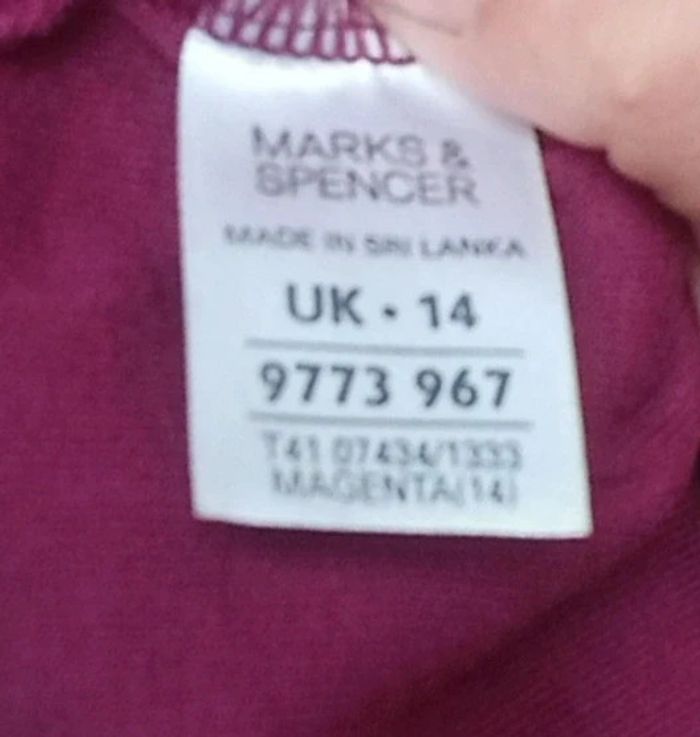 MARKS &
SPENCER
MADE IN SRI LANKA
UK • 14
9773 967
T41 07434/1333
MAGENTA(14)